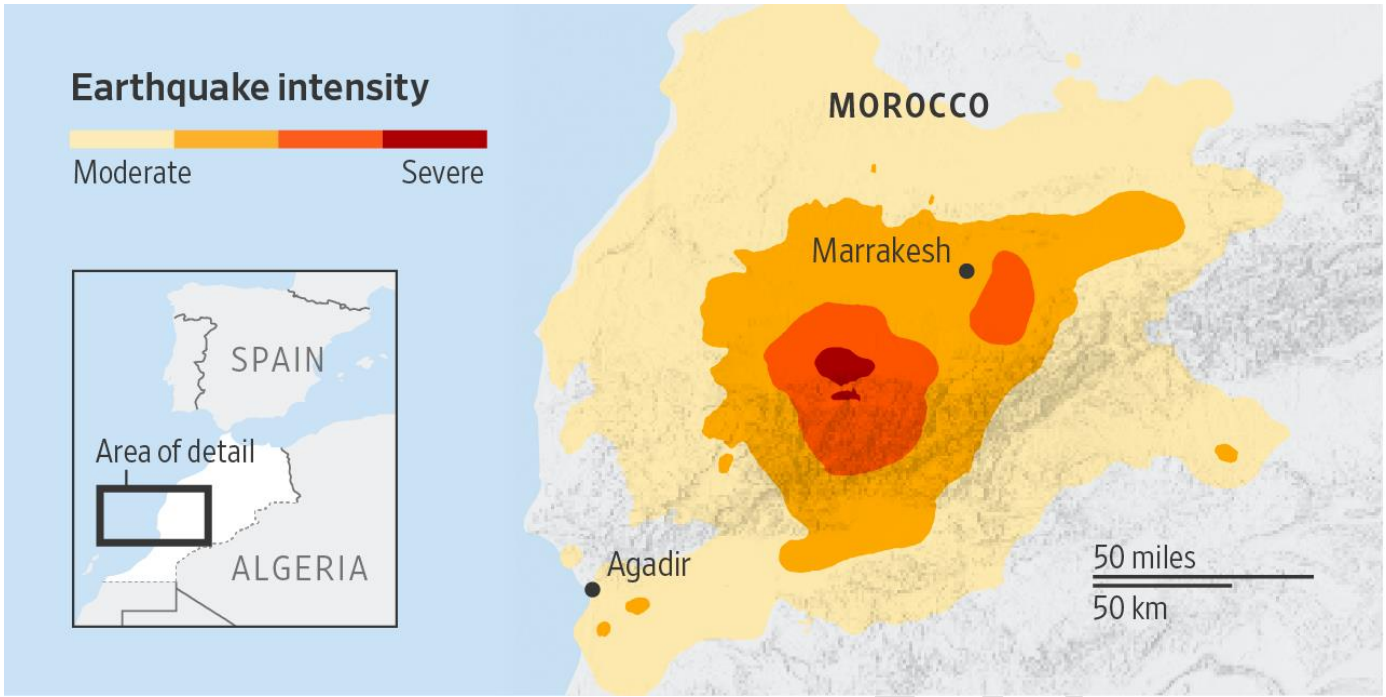 Earthquake intensity
Moderate
Severe
MOROCCO
Marrakesh
SPAIN
Area of detail
ALGERIA
Agadir
50 miles
50 km